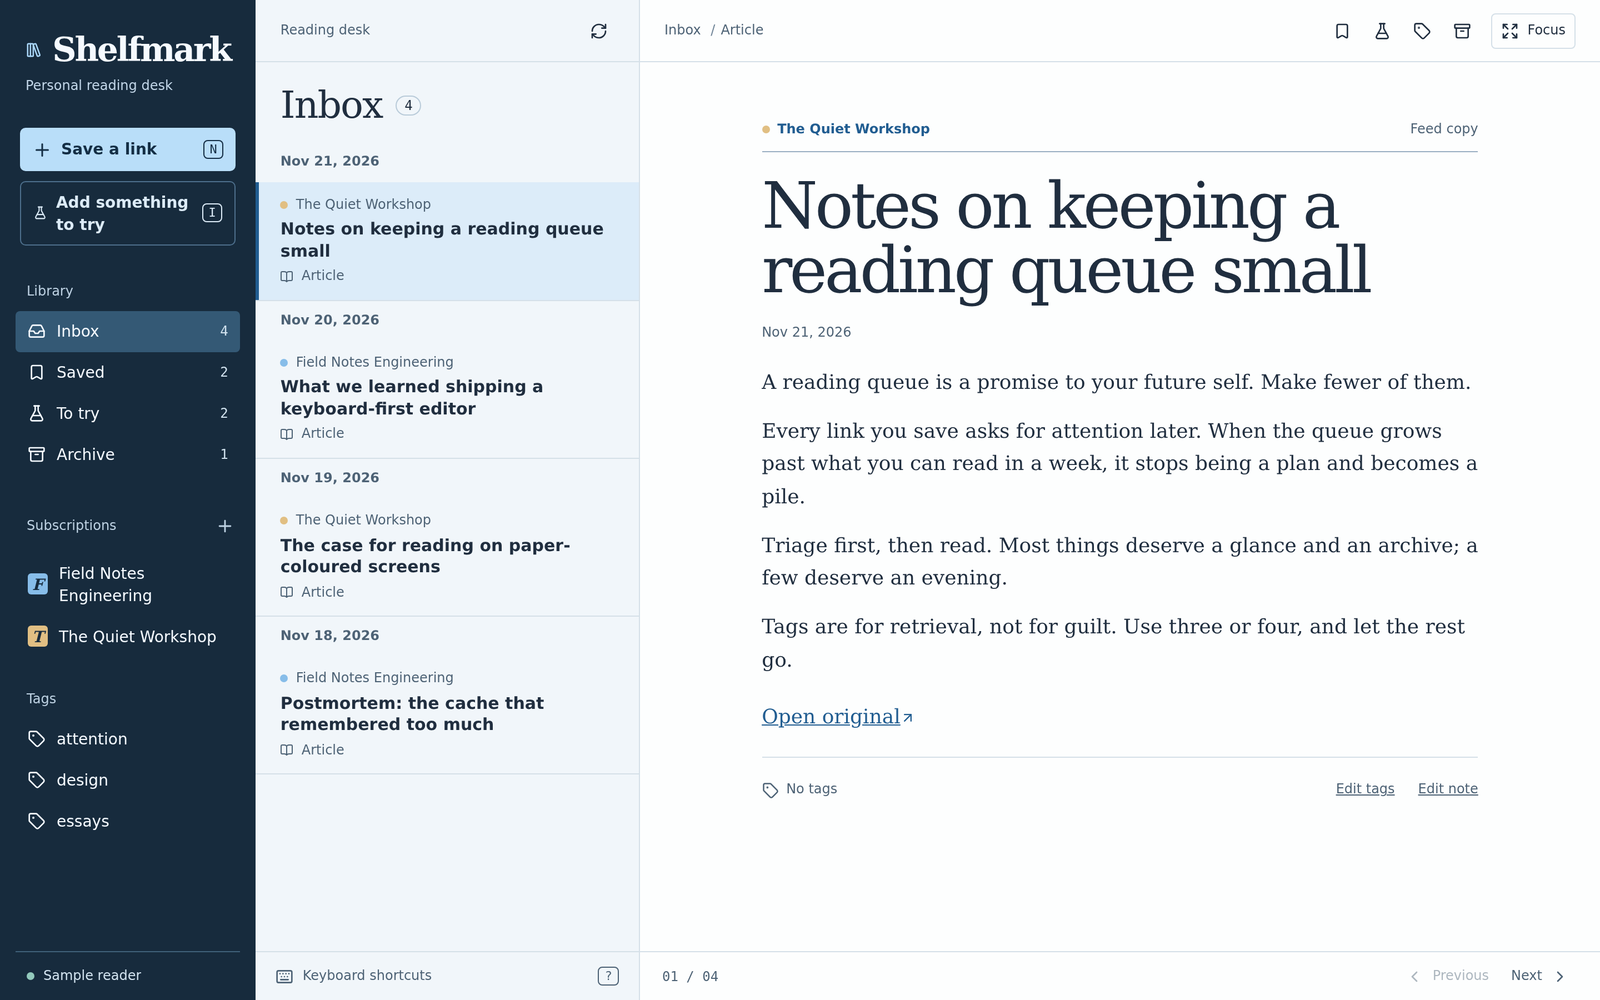 Shelfmark
Personal reading desk
Save a link N
Add something
to try I
Library
Inbox 4
Saved 2
To try 2
Archive 1
Subscriptions
F Field Notes
Engineering
T The Quiet Workshop
Tags
attention
design
essays
Sample reader
Reading desk
Inbox 4
Nov 21, 2026
The Quiet Workshop
Notes on keeping a reading queue
small
Article
Nov 20, 2026
Field Notes Engineering
What we learned shipping a
keyboard-first editor
Article
Nov 19, 2026
The Quiet Workshop
The case for reading on paper-
coloured screens
Article
Nov 18, 2026
Field Notes Engineering
Postmortem: the cache that
remembered too much
Article
Keyboard shortcuts ?
Inbox / Article
Focus
The Quiet Workshop Feed copy
Notes on keeping a
reading queue small
Nov 21, 2026
A reading queue is a promise to your future self. Make fewer of them.
Every link you save asks for attention later. When the queue grows
past what you can read in a week, it stops being a plan and becomes a
pile.
Triage first, then read. Most things deserve a glance and an archive; a
few deserve an evening.
Tags are for retrieval, not for guilt. Use three or four, and let the rest
go.
Open original
No tags Edit tags Edit note
01 / 04 Previous Next